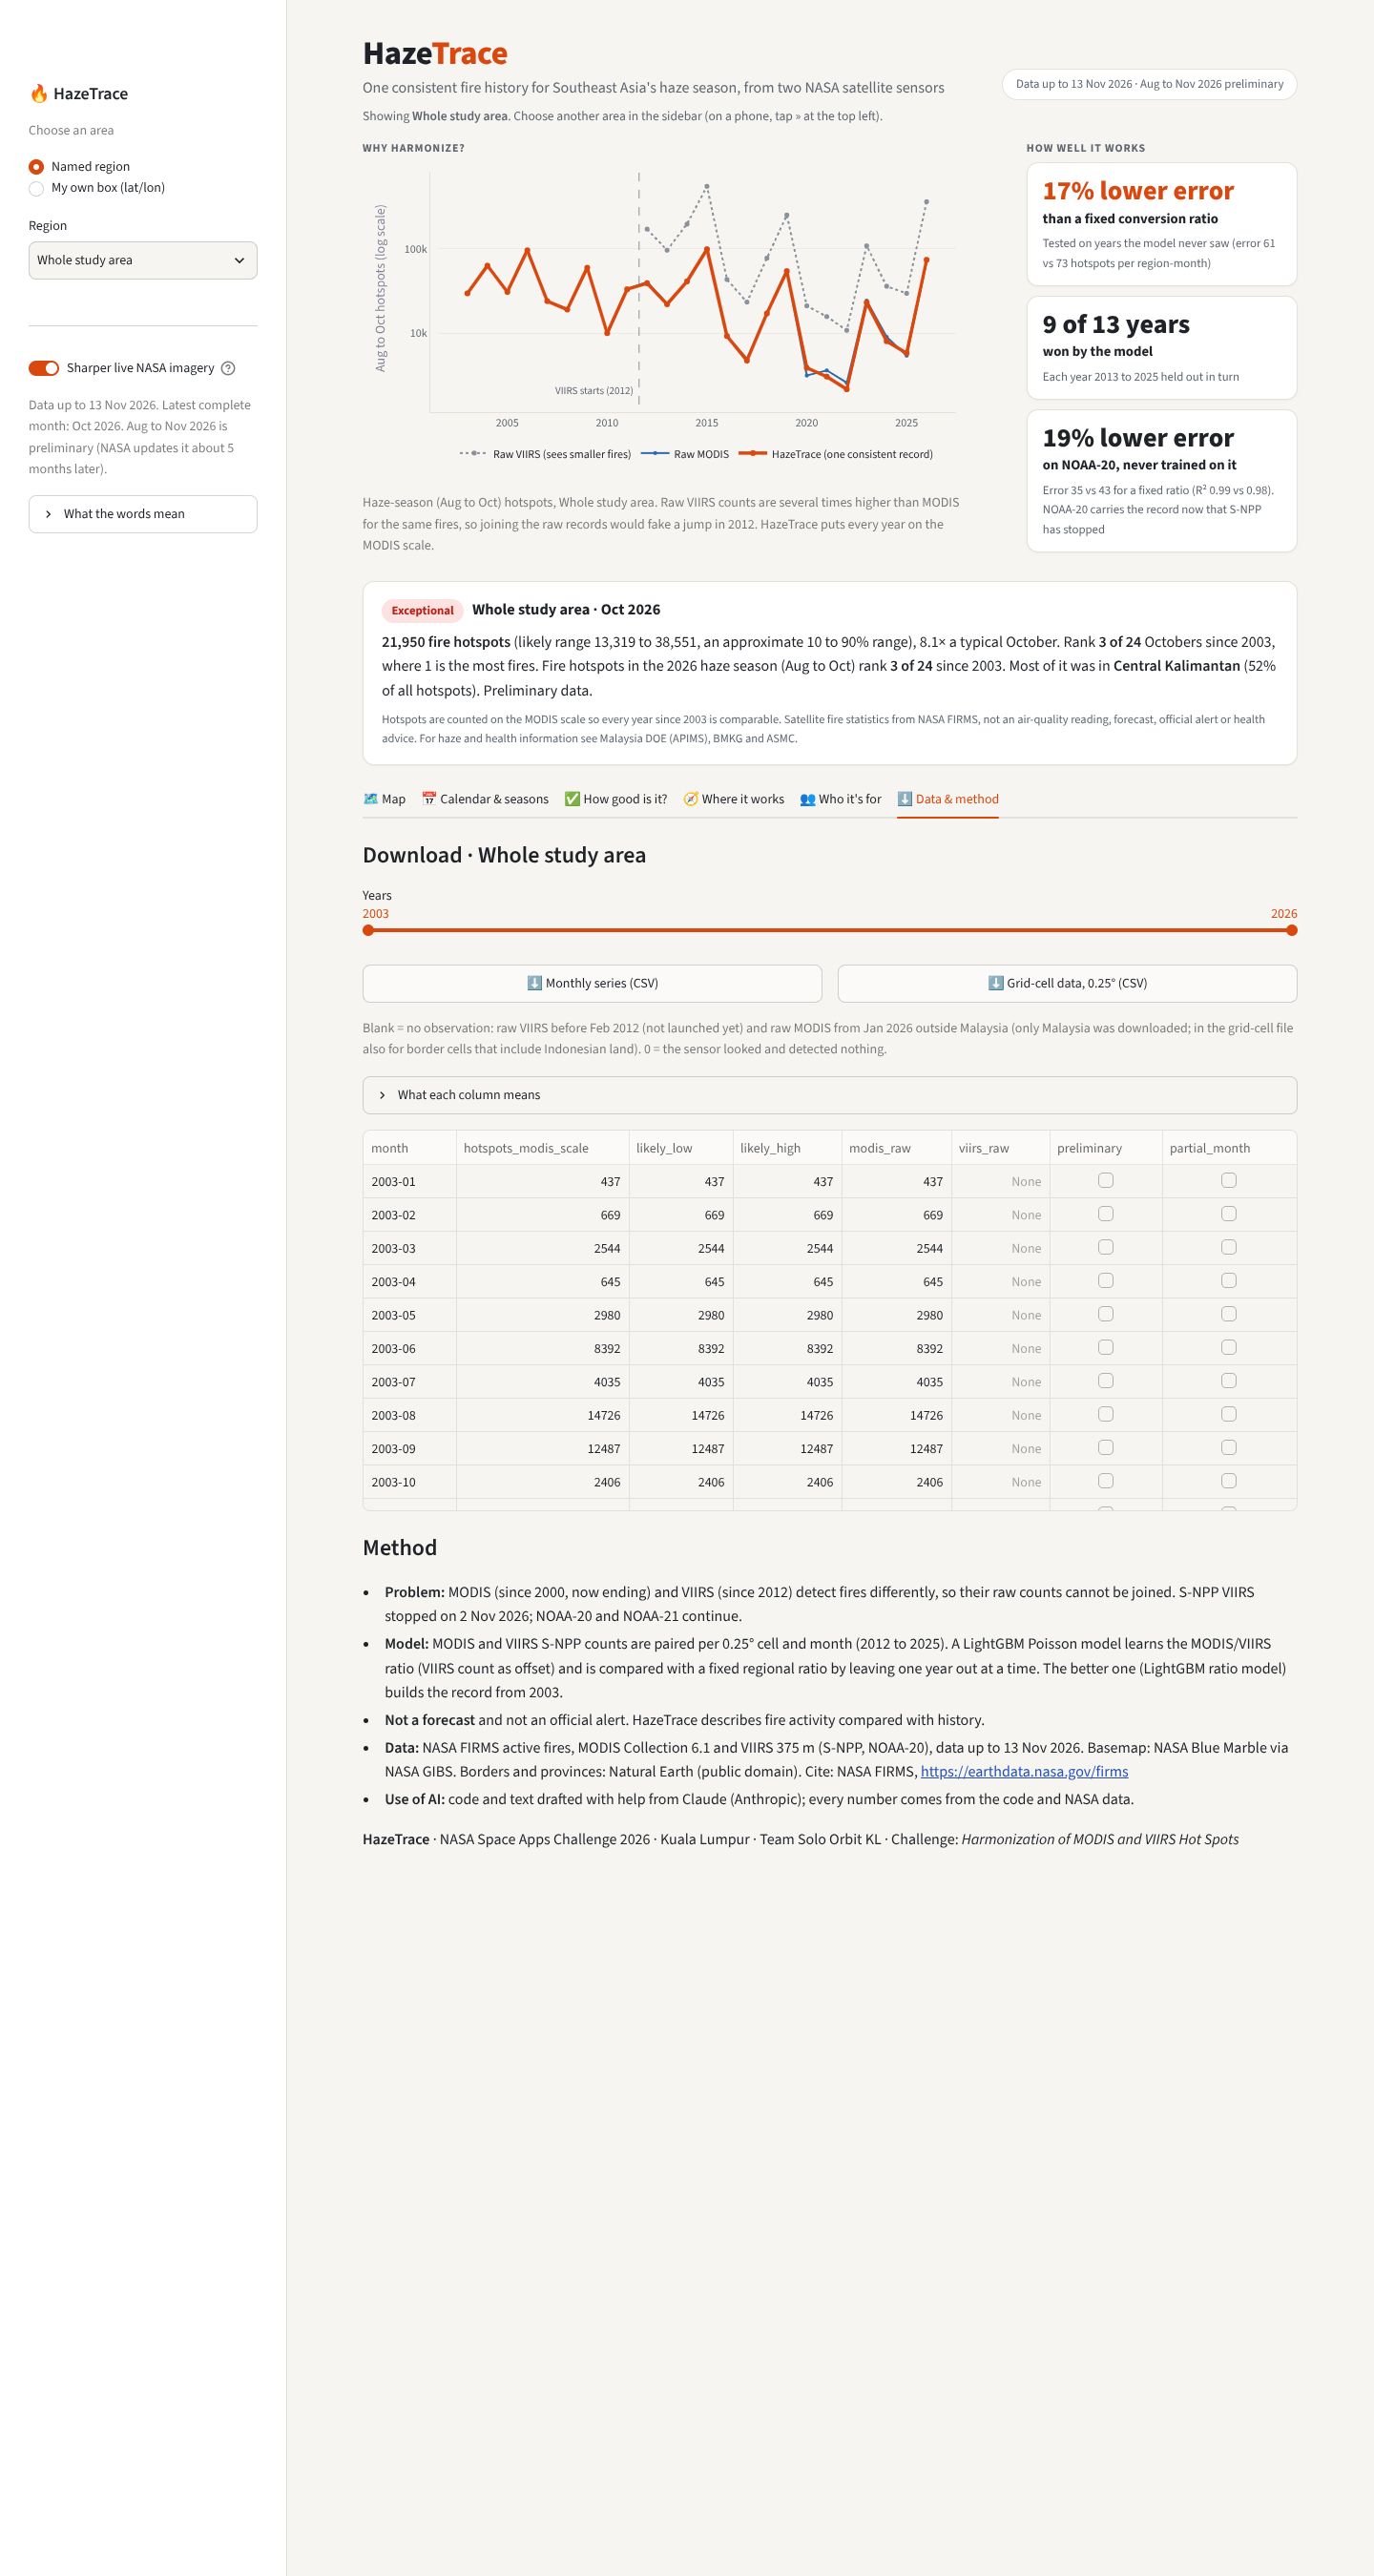 🔥 HazeTrace
Choose an area
Named region
My own box (lat/lon)
Region
Whole study area
Sharper live NASA imagery
Data up to 13 Nov 2026. Latest complete
month: Oct 2026. Aug to Nov 2026 is
preliminary (NASA updates it about 5
months later).
What the words mean
HazeTrace
One consistent fire history for Southeast Asia's haze season, from two NASA satellite sensors
Data up to 13 Nov 2026 · Aug to Nov 2026 preliminary
Showing Whole study area. Choose another area in the sidebar (on a phone, tap » at the top left).
WHY HARMONIZE?
Aug to Oct hotspots (log scale)
100k
10k
VIIRS starts (2012)
2005 2010 2015 2020 2025
Raw VIIRS (sees smaller fires) Raw MODIS HazeTrace (one consistent record)
Haze-season (Aug to Oct) hotspots, Whole study area. Raw VIIRS counts are several times higher than MODIS
for the same fires, so joining the raw records would fake a jump in 2012. HazeTrace puts every year on the
MODIS scale.
HOW WELL IT WORKS
17% lower error
than a fixed conversion ratio
Tested on years the model never saw (error 61
vs 73 hotspots per region-month)
9 of 13 years
won by the model
Each year 2013 to 2025 held out in turn
19% lower error
on NOAA-20, never trained on it
Error 35 vs 43 for a fixed ratio (R² 0.99 vs 0.98).
NOAA-20 carries the record now that S-NPP
has stopped
Exceptional Whole study area · Oct 2026
21,950 fire hotspots (likely range 13,319 to 38,551, an approximate 10 to 90% range), 8.1× a typical October. Rank 3 of 24 Octobers since 2003,
where 1 is the most fires. Fire hotspots in the 2026 haze season (Aug to Oct) rank 3 of 24 since 2003. Most of it was in Central Kalimantan (52%
of all hotspots). Preliminary data.
Hotspots are counted on the MODIS scale so every year since 2003 is comparable. Satellite fire statistics from NASA FIRMS, not an air-quality reading, forecast, official alert or health
advice. For haze and health information see Malaysia DOE (APIMS), BMKG and ASMC.
🗺️ Map 📅 Calendar & seasons ✅ How good is it? 🧭 Where it works 👥 Who it's for ⬇️ Data & method
Download · Whole study area
Years
2003 2026
⬇️ Monthly series (CSV) ⬇️ Grid-cell data, 0.25° (CSV)
Blank = no observation: raw VIIRS before Feb 2012 (not launched yet) and raw MODIS from Jan 2026 outside Malaysia (only Malaysia was downloaded; in the grid-cell file
also for border cells that include Indonesian land). 0 = the sensor looked and detected nothing.
What each column means
month hotspots_modis_scale likely_low likely_high modis_raw viirs_raw preliminary partial_month
2003-01 437 437 437 437 None
2003-02 669 669 669 669 None
2003-03 2544 2544 2544 2544 None
2003-04 645 645 645 645 None
2003-05 2980 2980 2980 2980 None
2003-06 8392 8392 8392 8392 None
2003-07 4035 4035 4035 4035 None
2003-08 14726 14726 14726 14726 None
2003-09 12487 12487 12487 12487 None
2003-10 2406 2406 2406 2406 None
Method
• Problem: MODIS (since 2000, now ending) and VIIRS (since 2012) detect fires differently, so their raw counts cannot be joined. S-NPP VIIRS
stopped on 2 Nov 2026; NOAA-20 and NOAA-21 continue.
• Model: MODIS and VIIRS S-NPP counts are paired per 0.25° cell and month (2012 to 2025). A LightGBM Poisson model learns the MODIS/VIIRS
ratio (VIIRS count as offset) and is compared with a fixed regional ratio by leaving one year out at a time. The better one (LightGBM ratio model)
builds the record from 2003.
• Not a forecast and not an official alert. HazeTrace describes fire activity compared with history.
• Data: NASA FIRMS active fires, MODIS Collection 6.1 and VIIRS 375 m (S-NPP, NOAA-20), data up to 13 Nov 2026. Basemap: NASA Blue Marble via
NASA GIBS. Borders and provinces: Natural Earth (public domain). Cite: NASA FIRMS, https://earthdata.nasa.gov/firms
• Use of AI: code and text drafted with help from Claude (Anthropic); every number comes from the code and NASA data.
HazeTrace · NASA Space Apps Challenge 2026 · Kuala Lumpur · Team Solo Orbit KL · Challenge: Harmonization of MODIS and VIIRS Hot Spots